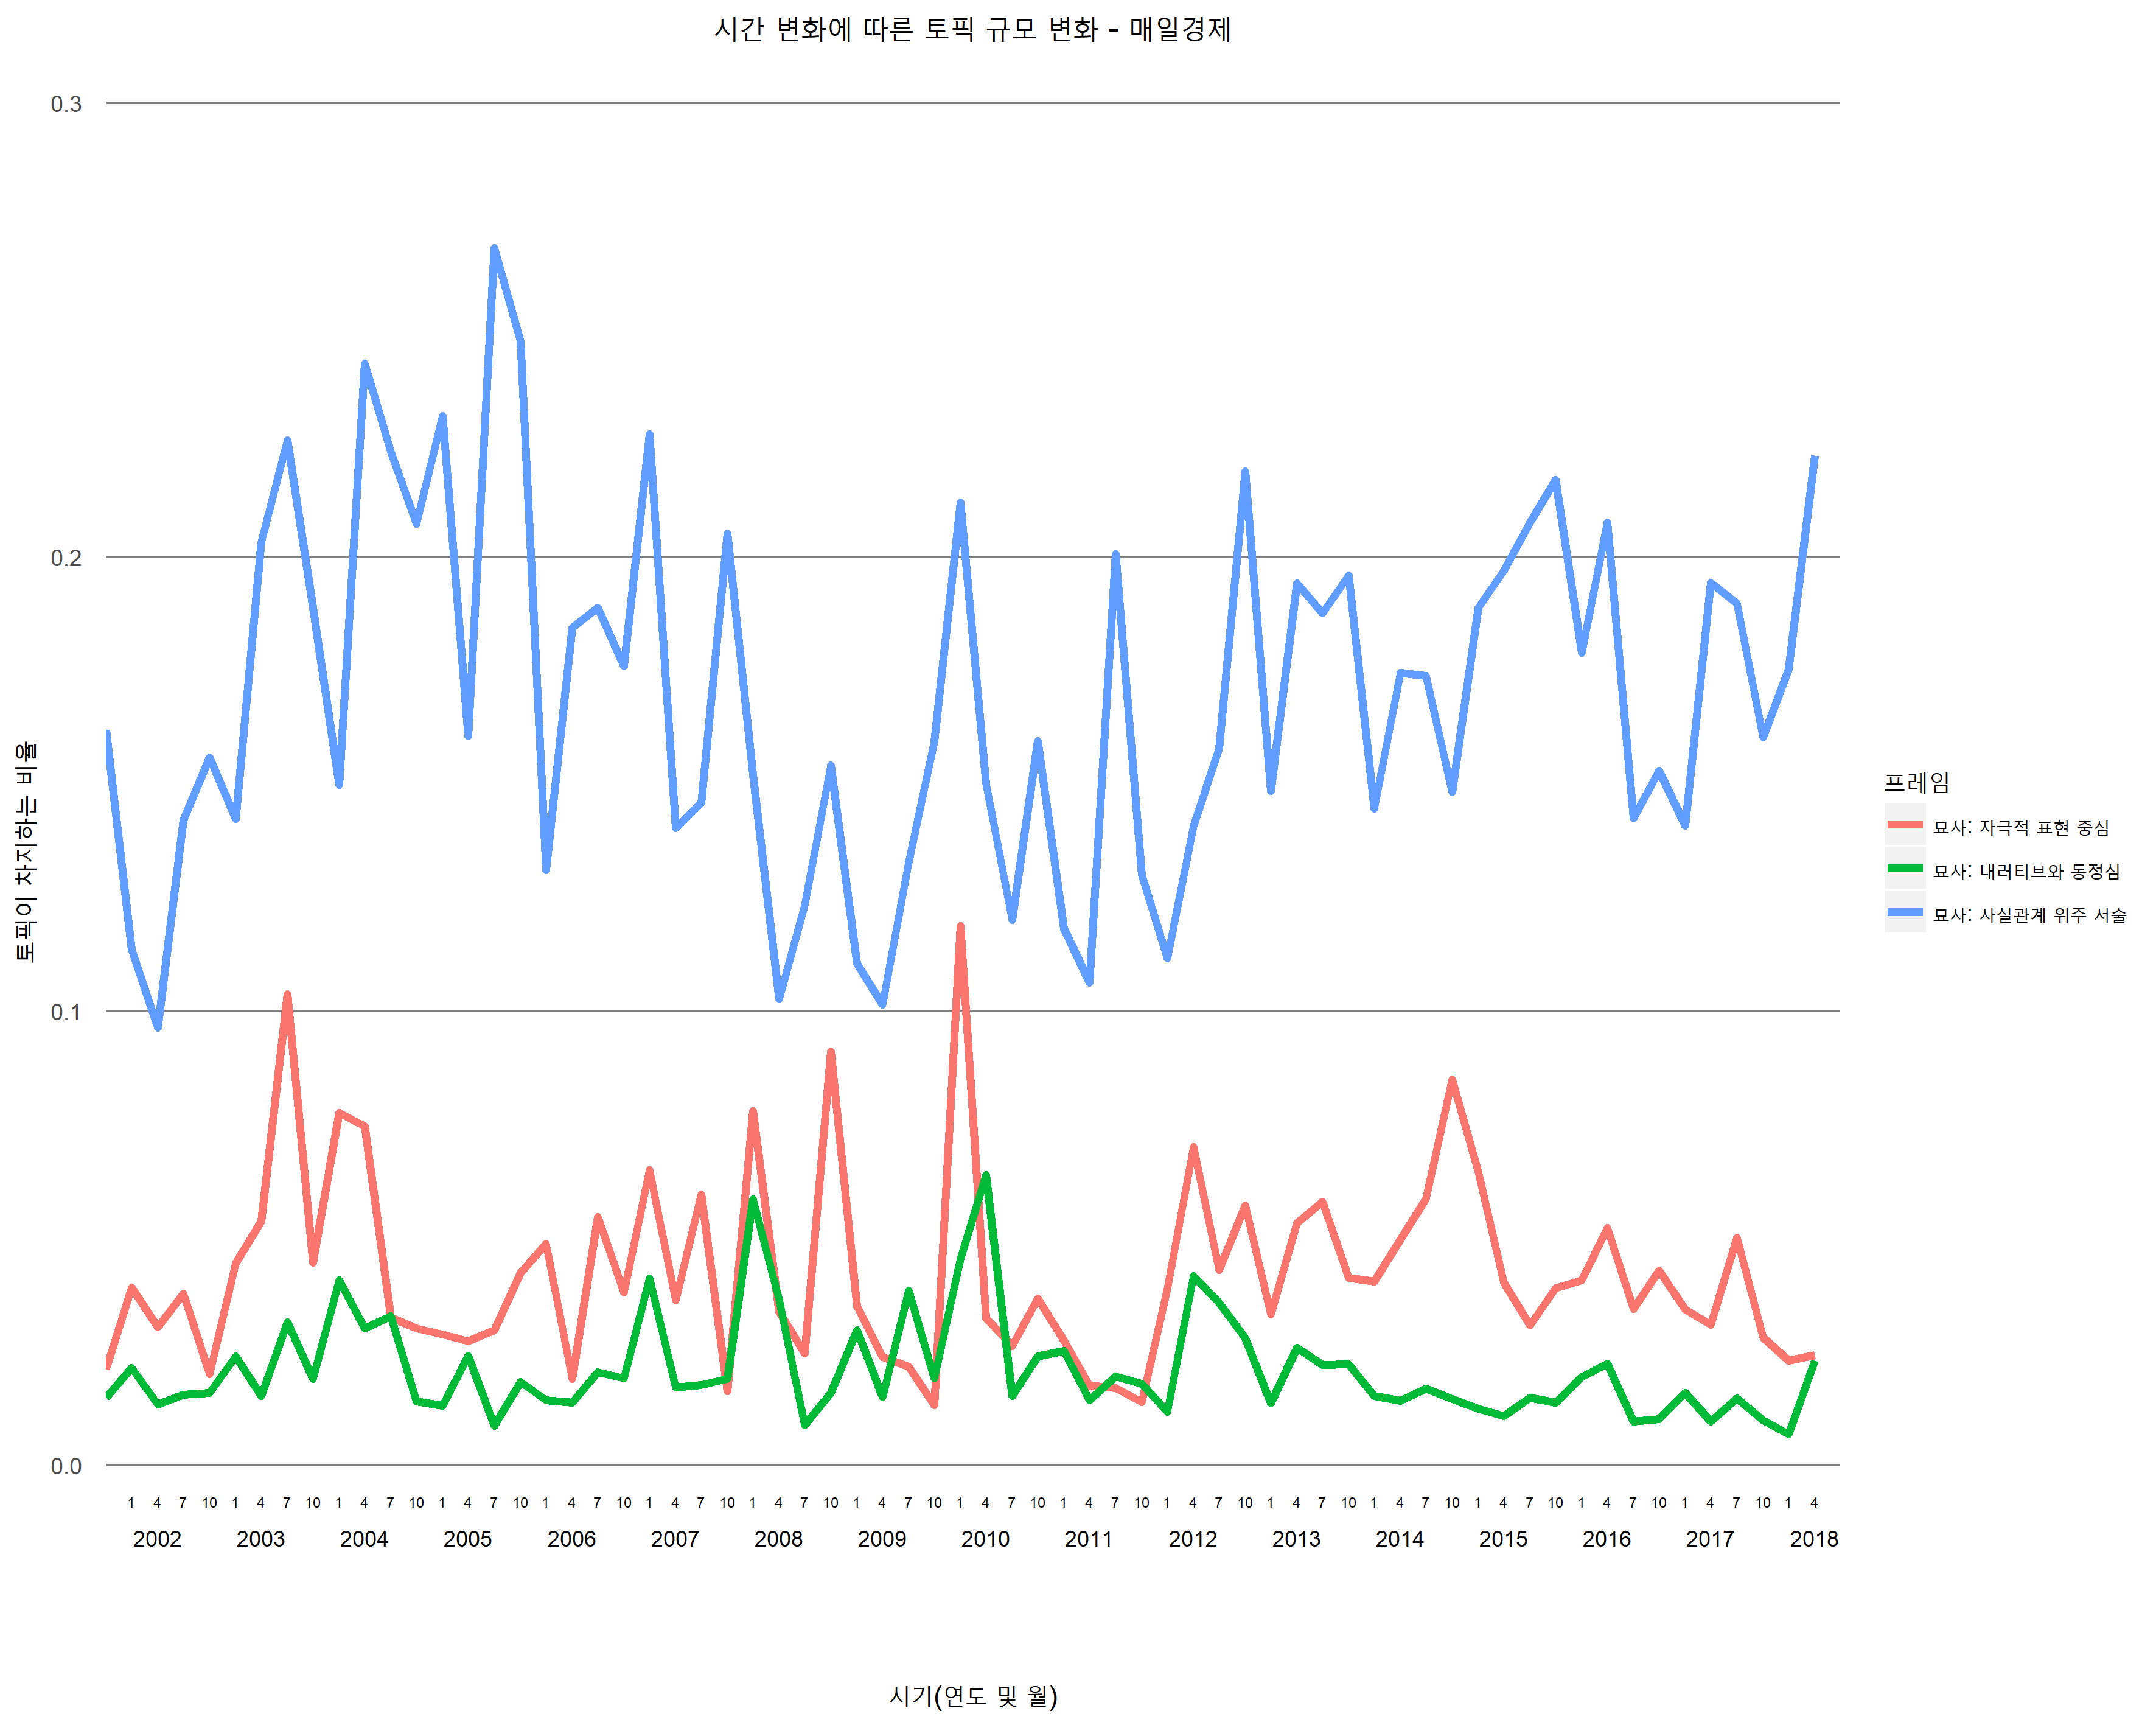 시간 변화에 따른 토픽 규모 변화 - 매일경제
0.3
0.2
0.1
0.0
토픽이 차지하는 비율
프레임
묘사: 자극적 표현 중심
묘사: 내러티브와 동정심
묘사: 사실관계 위주 서술
1 4 7 10 1 4 7 10 1 4 7 10 1 4 7 10 1 4 7 10 1 4 7 10 1 4 7 10 1 4 7 10 1 4 7 10 1 4 7 10 1 4 7 10 1 4 7 10 1 4 7 10 1 4 7 10 1 4 7 10 1 4 7 10 1 4
2002 2003 2004 2005 2006 2007 2008 2009 2010 2011 2012 2013 2014 2015 2016 2017 2018
시기(연도 및 월)